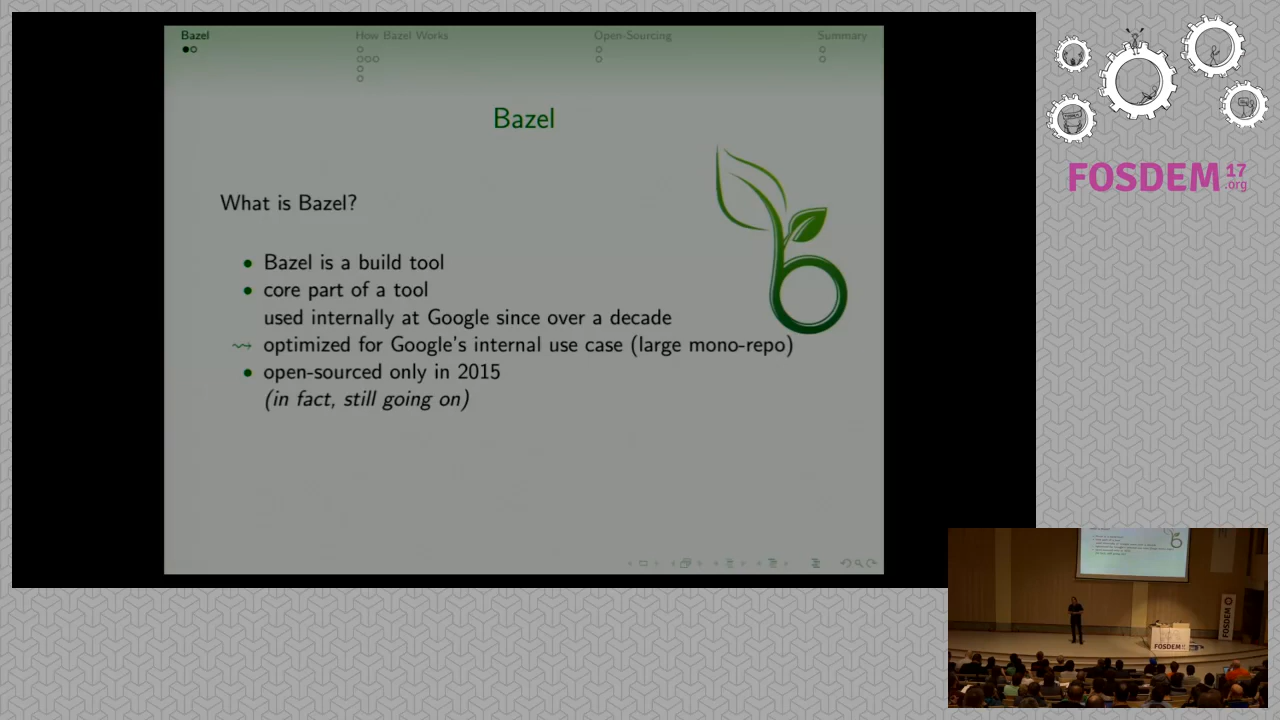 Bazel
How Bazel Works
Open-Sourcing
Summary
Bazel
What is Bazel?
• Bazel is a build tool
• core part of a tool
used internally at Google since over a decade
⇝ optimized for Google's internal use case (large mono-repo)
• open-sourced only in 2015
(in fact, still going on)
FOSDEM 17
.org
FOSDEM
FOSDEM